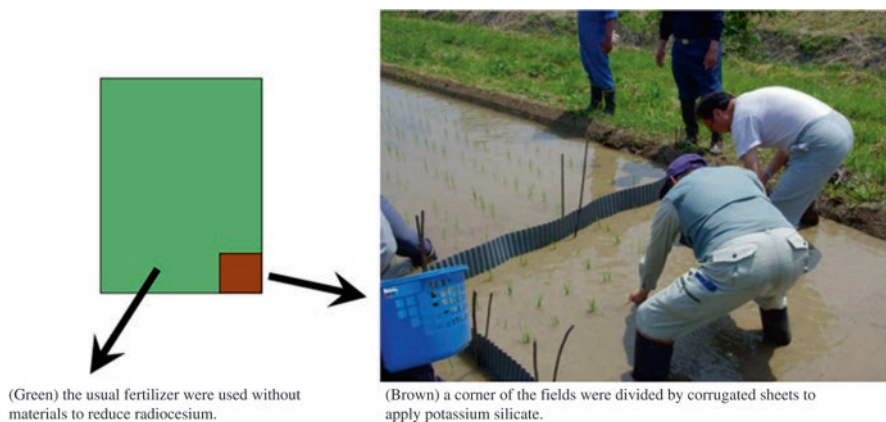 (Green) the usual fertilizer were used without
materials to reduce radiocesium.
(Brown) a corner of the fields were divided by corrugated sheets to
apply potassium silicate.